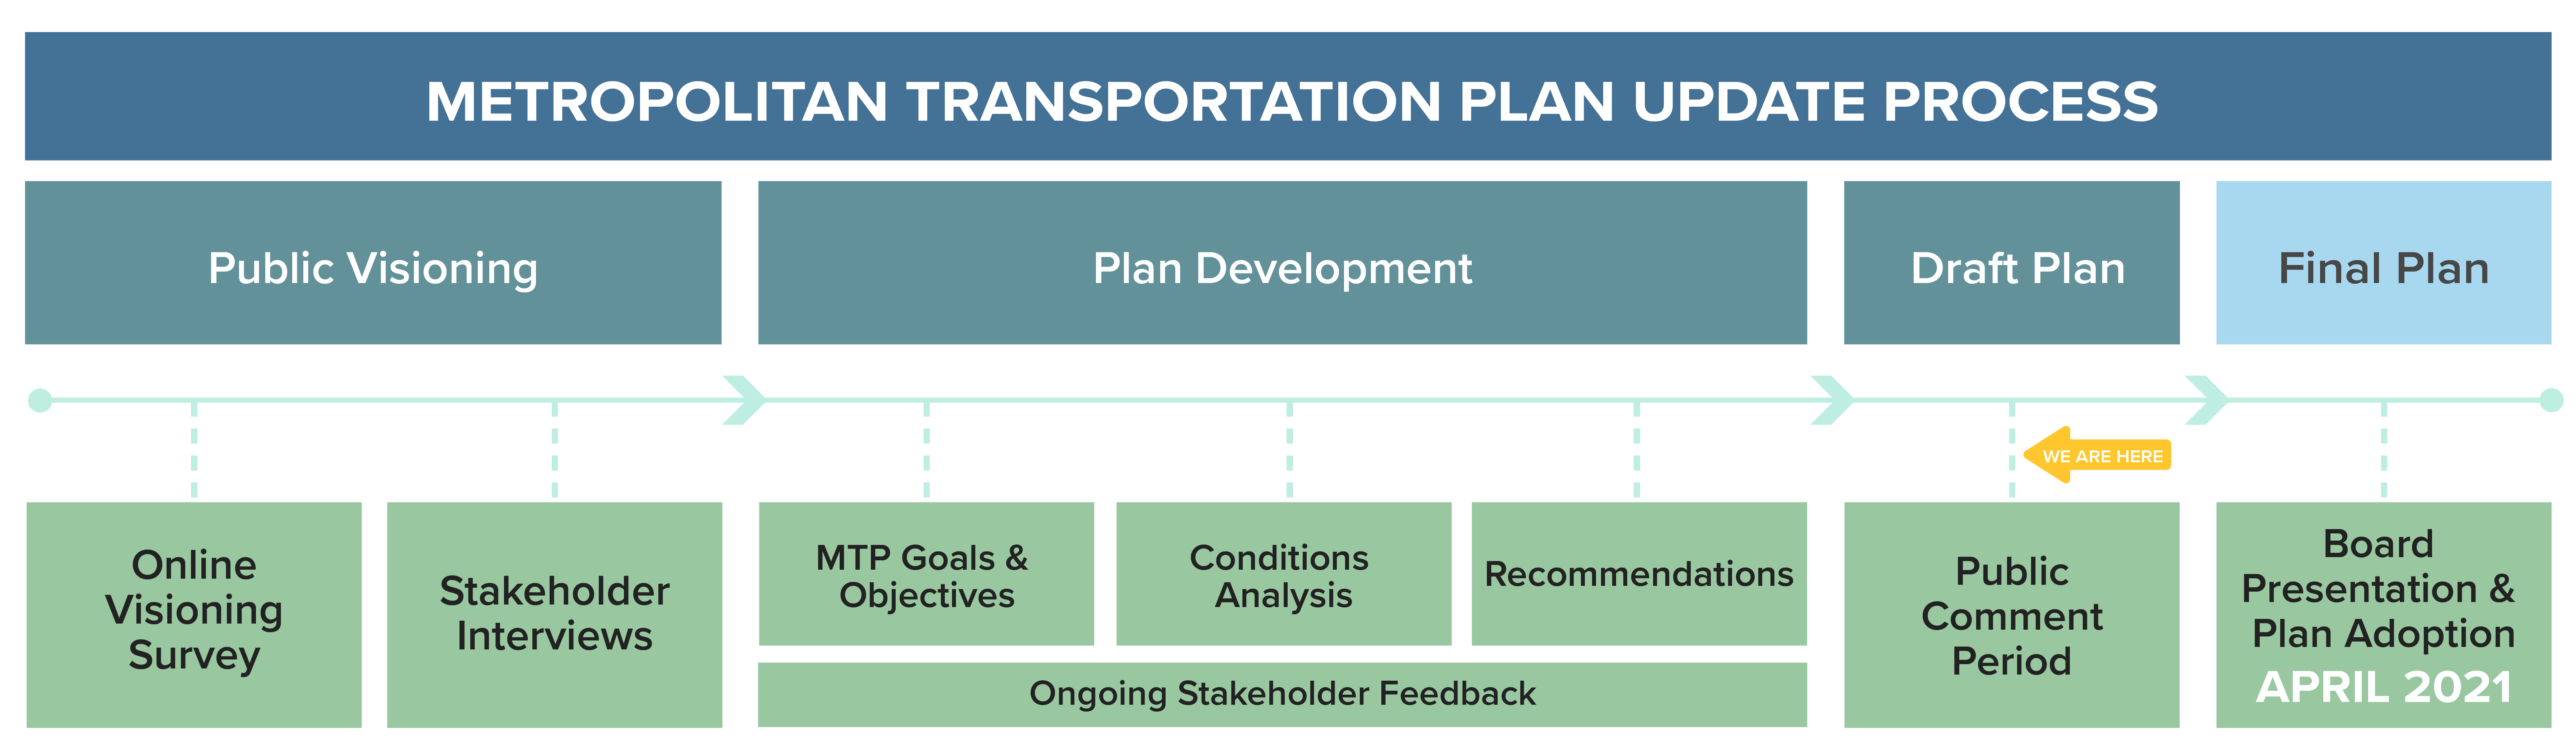 METROPOLITAN TRANSPORTATION PLAN UPDATE PROCESS
Public Visioning
Plan Development
Draft Plan
Final Plan
WE ARE HERE
Online
Visioning
Survey
Stakeholder
Interviews
MTP Goals &
Objectives
Conditions
Analysis
Recommendations
Ongoing Stakeholder Feedback
Public
Comment
Period
Board
Presentation &
Plan Adoption
APRIL 2021